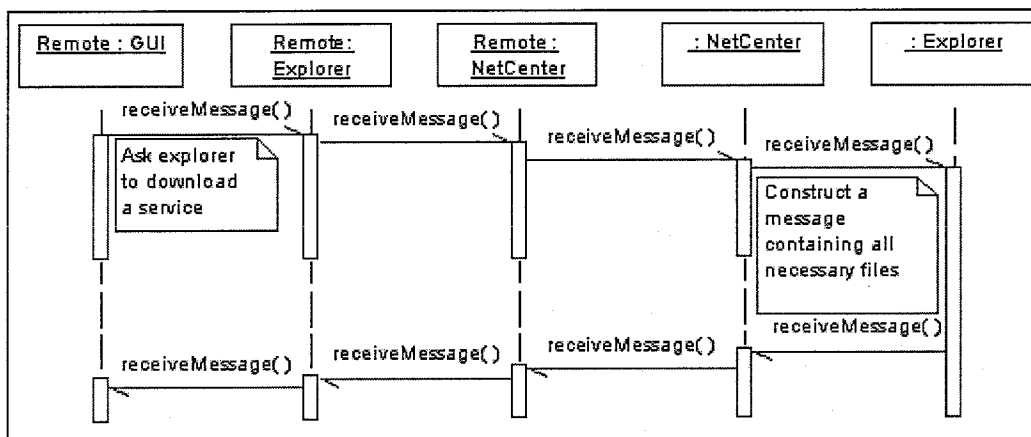 Remote : GUI
Remote:
Explorer
Remote :
NetCenter
: NetCenter
: Explorer
receiveMessage()
receiveMessage()
receiveMessage()
receiveMessage()
Ask explorer
to download
a service
Construct a
message
containing all
necessary files
receiveMessage()
receiveMessage()
receiveMessage()
receiveMessage()